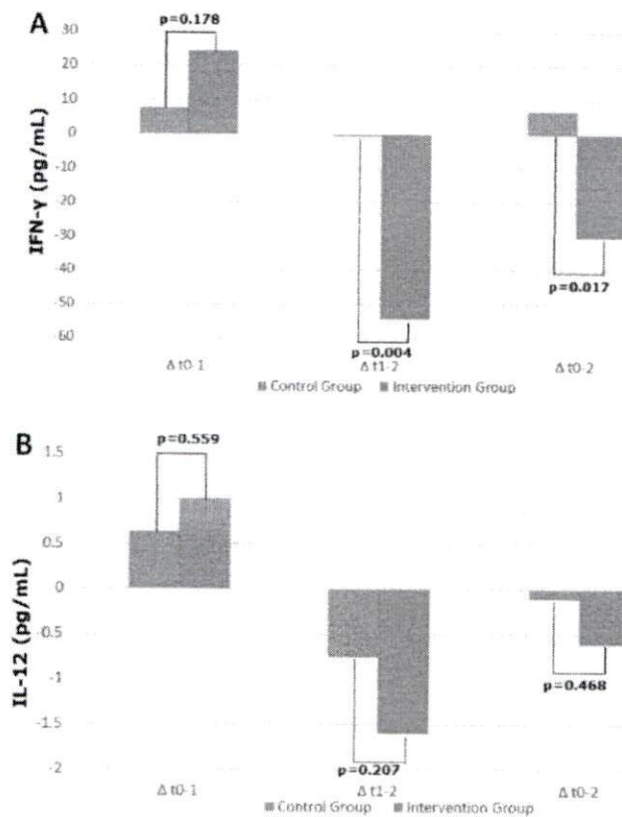 A
p=0.178
30
20
10
0
-10
-20
-30
-40
-50
-60
IFN-γ (pg/mL)
p=0.017
p=0.004
Δ t0-1
Δ t1-2
Δ t0-2
Control Group
Intervention Group
B
p=0.559
1.5
1
0.5
0
-0.5
-1
-1.5
-2
IL-12 (pg/mL)
p=0.468
p=0.207
Δ t0-1
Δ t1-2
Δ t0-2
Control Group
Intervention Group